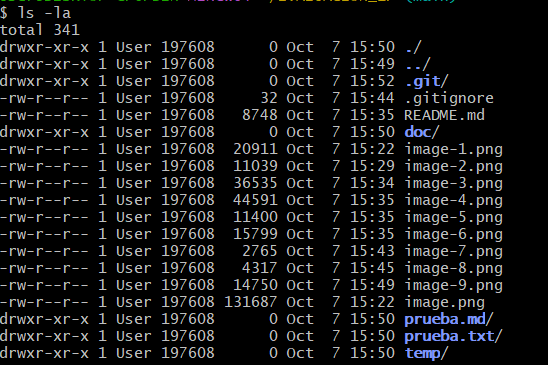 $ ls -la
total 341
drwxr-xr-x 1 User 197608      0 Oct  7 15:50 ./
drwxr-xr-x 1 User 197608      0 Oct  7 15:49 ../
drwxr-xr-x 1 User 197608      0 Oct  7 15:52 .git/
-rw-r--r-- 1 User 197608     32 Oct  7 15:44 .gitignore
-rw-r--r-- 1 User 197608   8748 Oct  7 15:35 README.md
drwxr-xr-x 1 User 197608      0 Oct  7 15:50 doc/
-rw-r--r-- 1 User 197608  20911 Oct  7 15:22 image-1.png
-rw-r--r-- 1 User 197608  11039 Oct  7 15:29 image-2.png
-rw-r--r-- 1 User 197608  36535 Oct  7 15:34 image-3.png
-rw-r--r-- 1 User 197608  44591 Oct  7 15:35 image-4.png
-rw-r--r-- 1 User 197608  11400 Oct  7 15:35 image-5.png
-rw-r--r-- 1 User 197608  15799 Oct  7 15:35 image-6.png
-rw-r--r-- 1 User 197608   2765 Oct  7 15:43 image-7.png
-rw-r--r-- 1 User 197608   4317 Oct  7 15:45 image-8.png
-rw-r--r-- 1 User 197608  14750 Oct  7 15:49 image-9.png
-rw-r--r-- 1 User 197608 131687 Oct  7 15:22 image.png
drwxr-xr-x 1 User 197608      0 Oct  7 15:50 prueba.md/
drwxr-xr-x 1 User 197608      0 Oct  7 15:50 prueba.txt/
drwxr-xr-x 1 User 197608      0 Oct  7 15:50 temp/